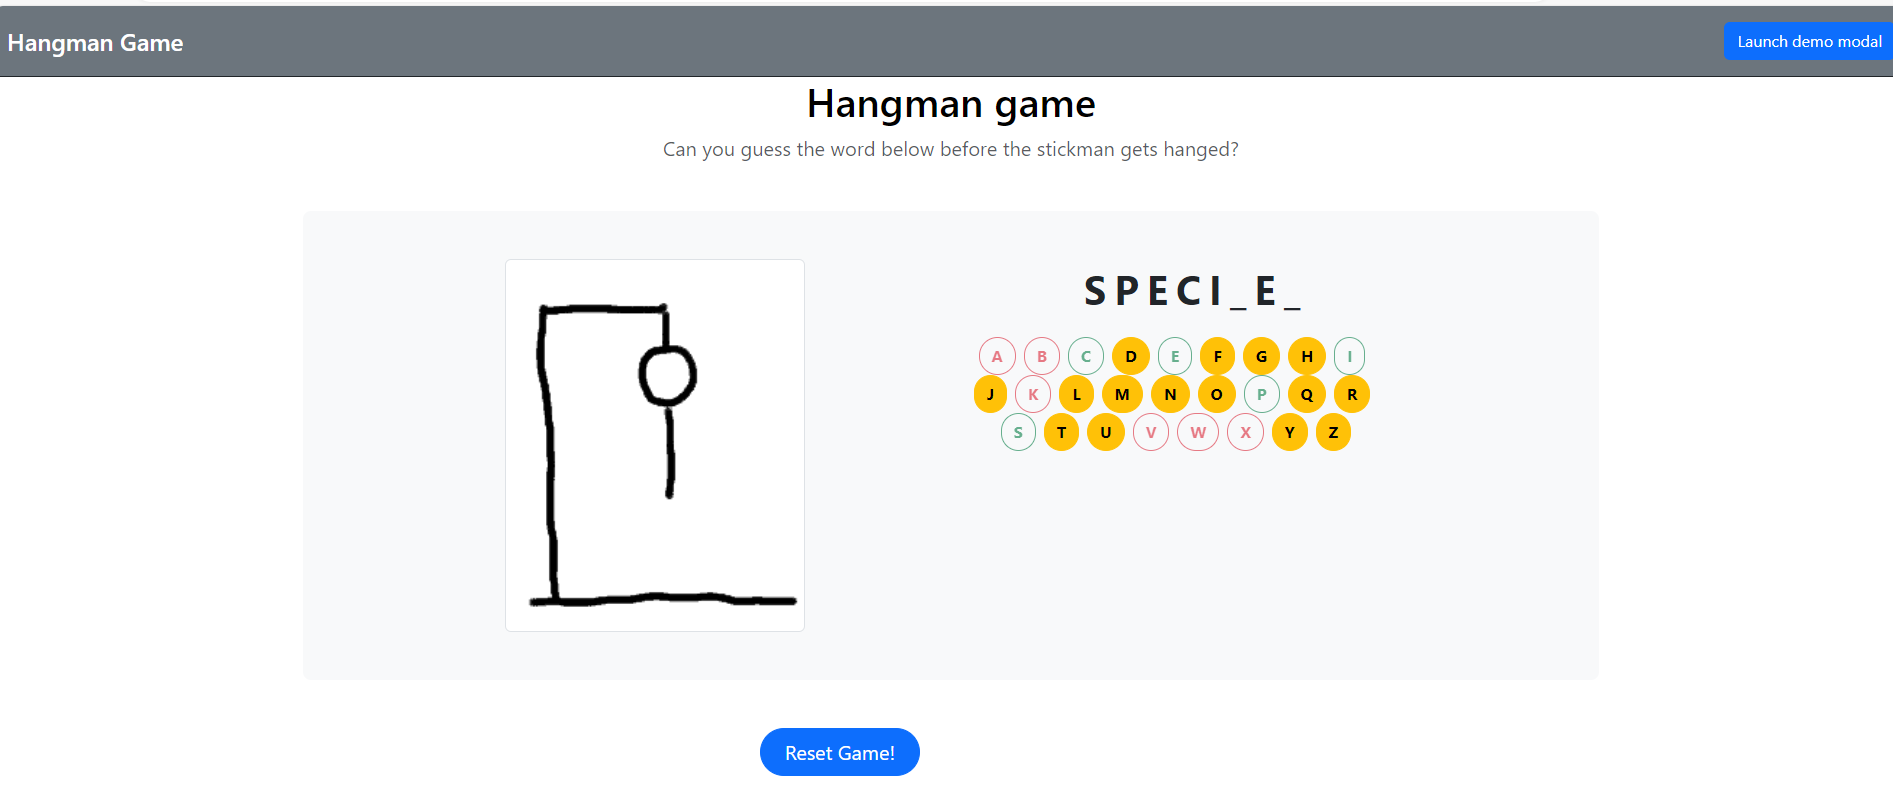 Hangman Game
Launch demo modal
Hangman game
Can you guess the word below before the stickman gets hanged?
S P E C I _ E _
A B C D E F G H I
J K L M N O P Q R
S T U V W X Y Z
Reset Game!